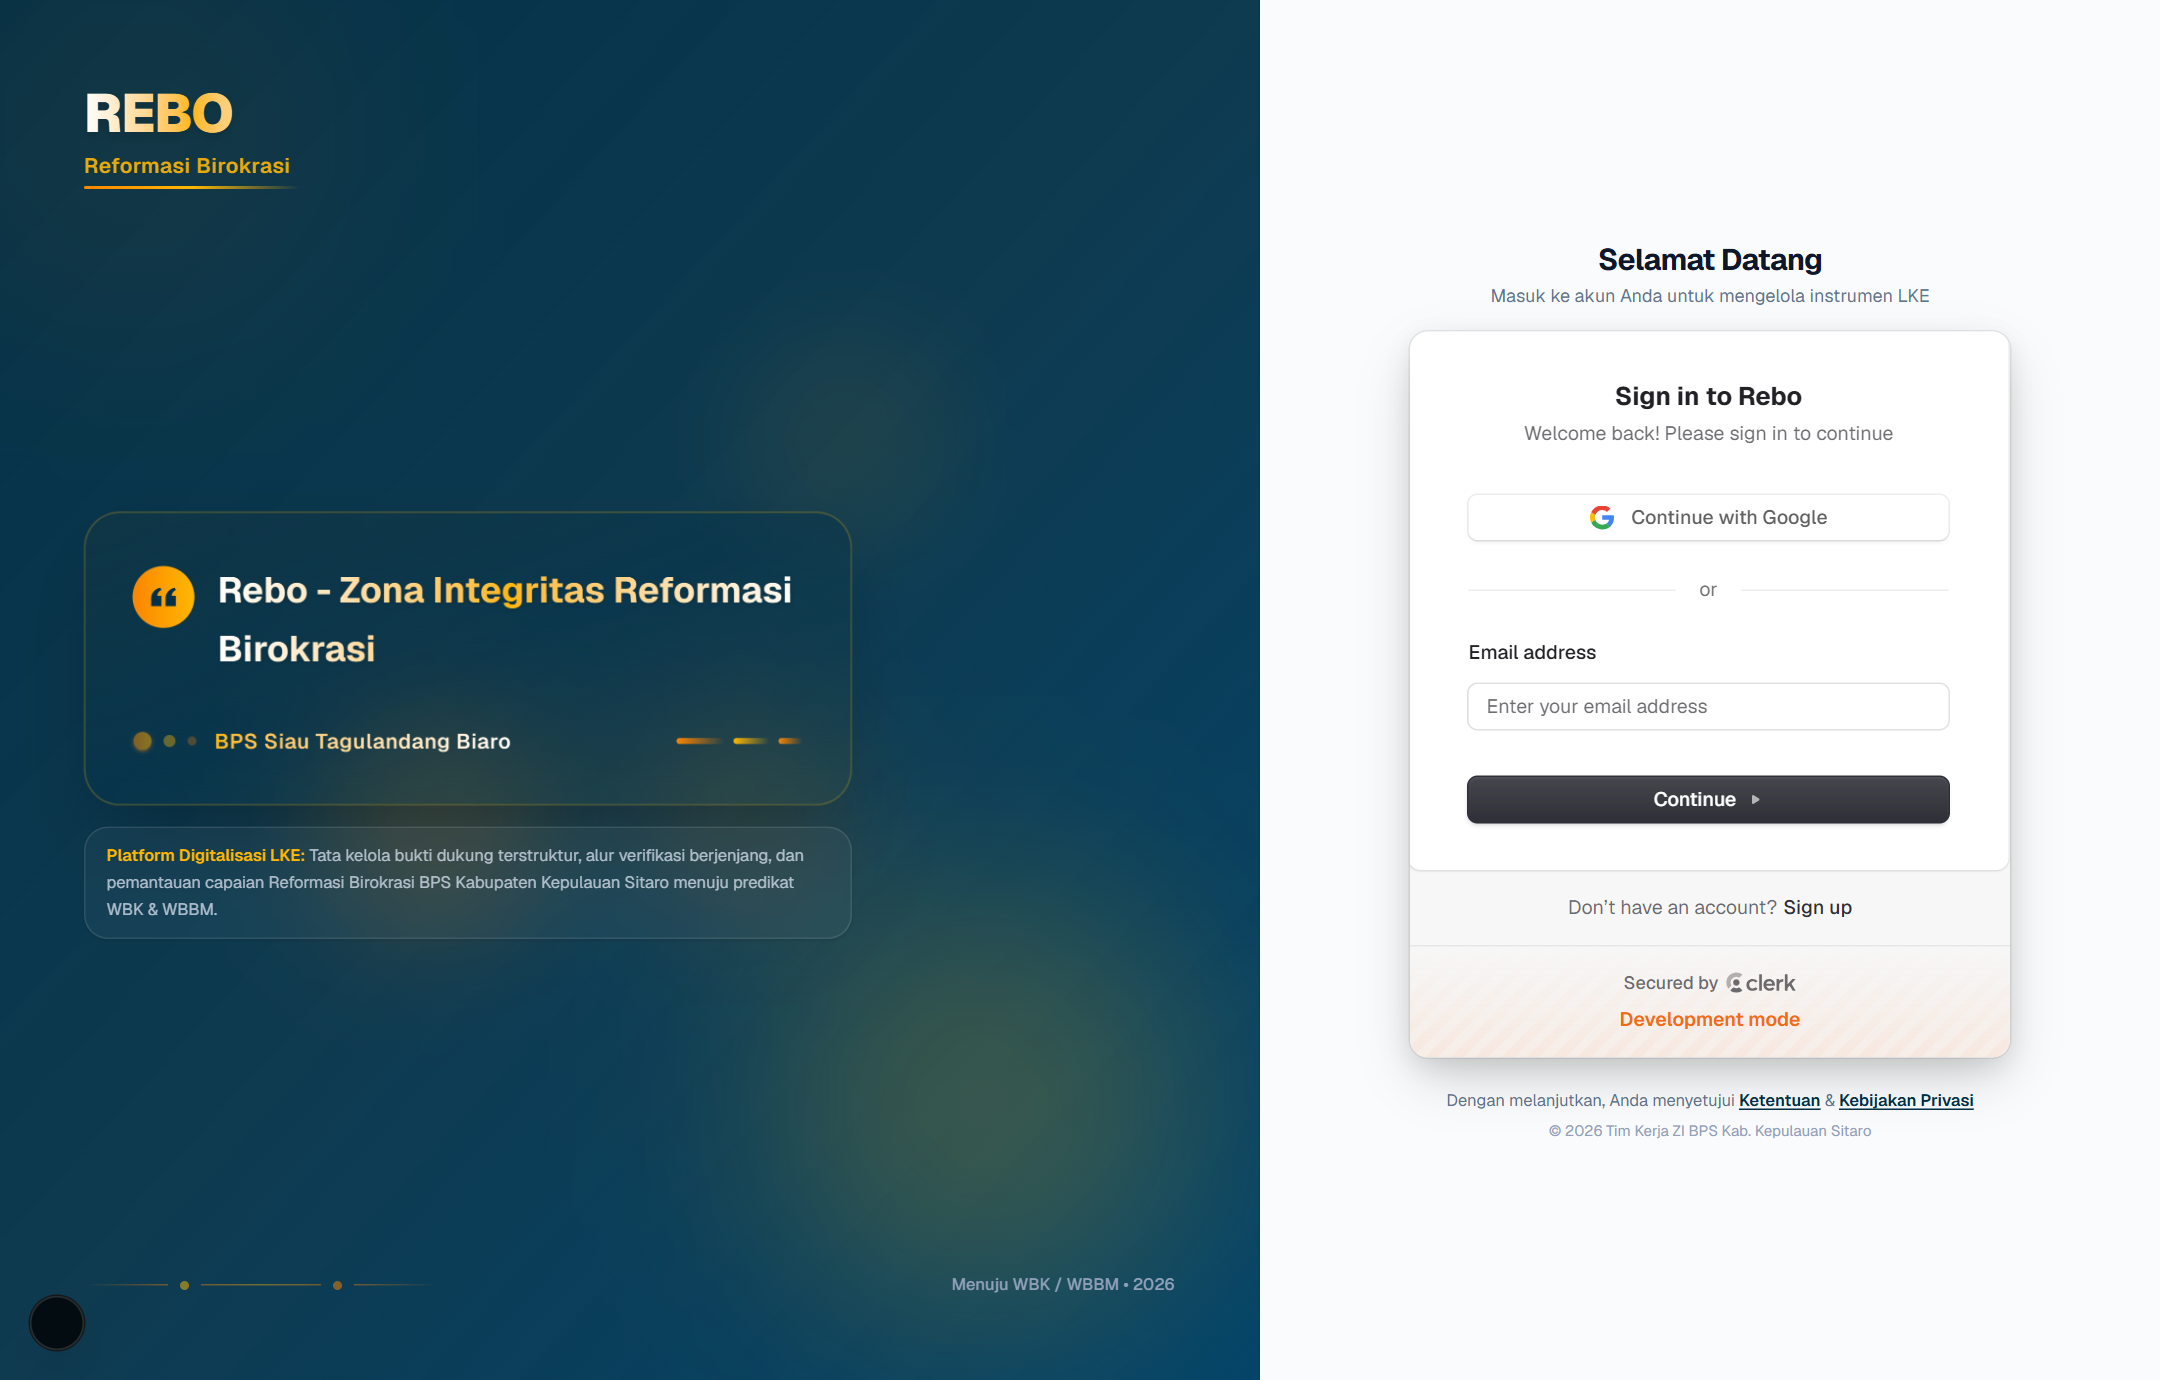 REBO
Reformasi Birokrasi
Rebo - Zona Integritas Reformasi
Birokrasi
BPS Siau Tagulandang Biaro
Platform Digitalisasi LKE: Tata kelola bukti dukung terstruktur, alur verifikasi berjenjang, dan
pemantauan capaian Reformasi Birokrasi BPS Kabupaten Kepulauan Sitaro menuju predikat
WBK & WBBM.
Menuju WBK / WBBM • 2026
Selamat Datang
Masuk ke akun Anda untuk mengelola instrumen LKE
Sign in to Rebo
Welcome back! Please sign in to continue
Continue with Google
or
Email address
Enter your email address
Continue
Don’t have an account? Sign up
Secured by clerk
Development mode
Dengan melanjutkan, Anda menyetujui Ketentuan & Kebijakan Privasi
© 2026 Tim Kerja ZI BPS Kab. Kepulauan Sitaro